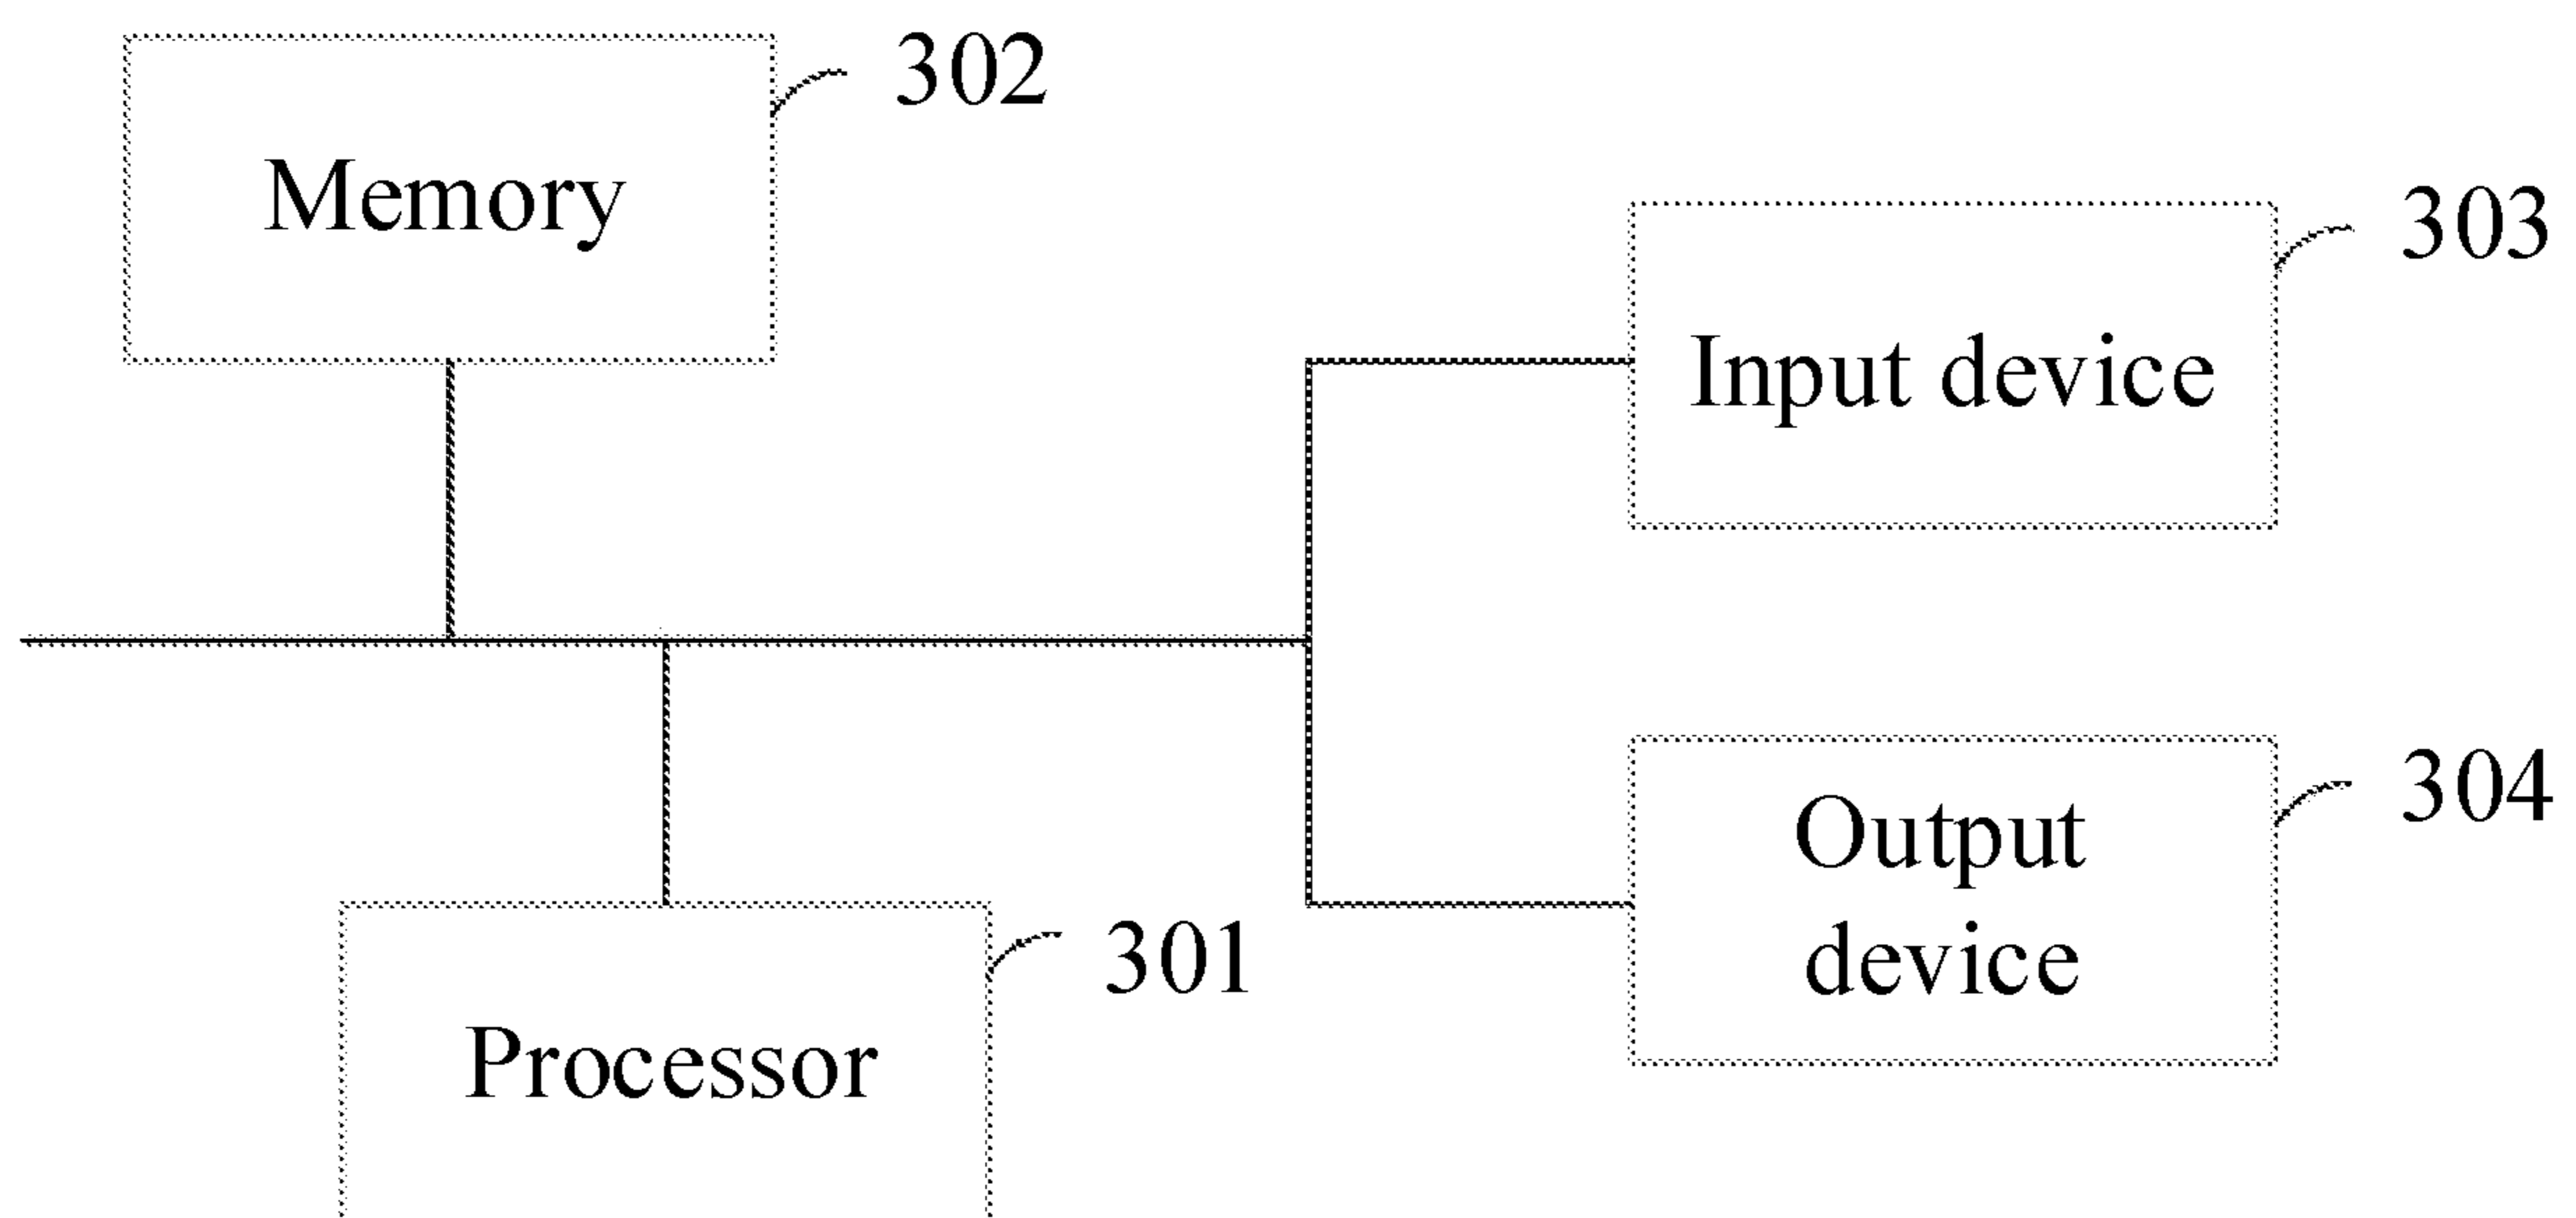 302
Memory
303
Input device
304
Output
device
301
Processor